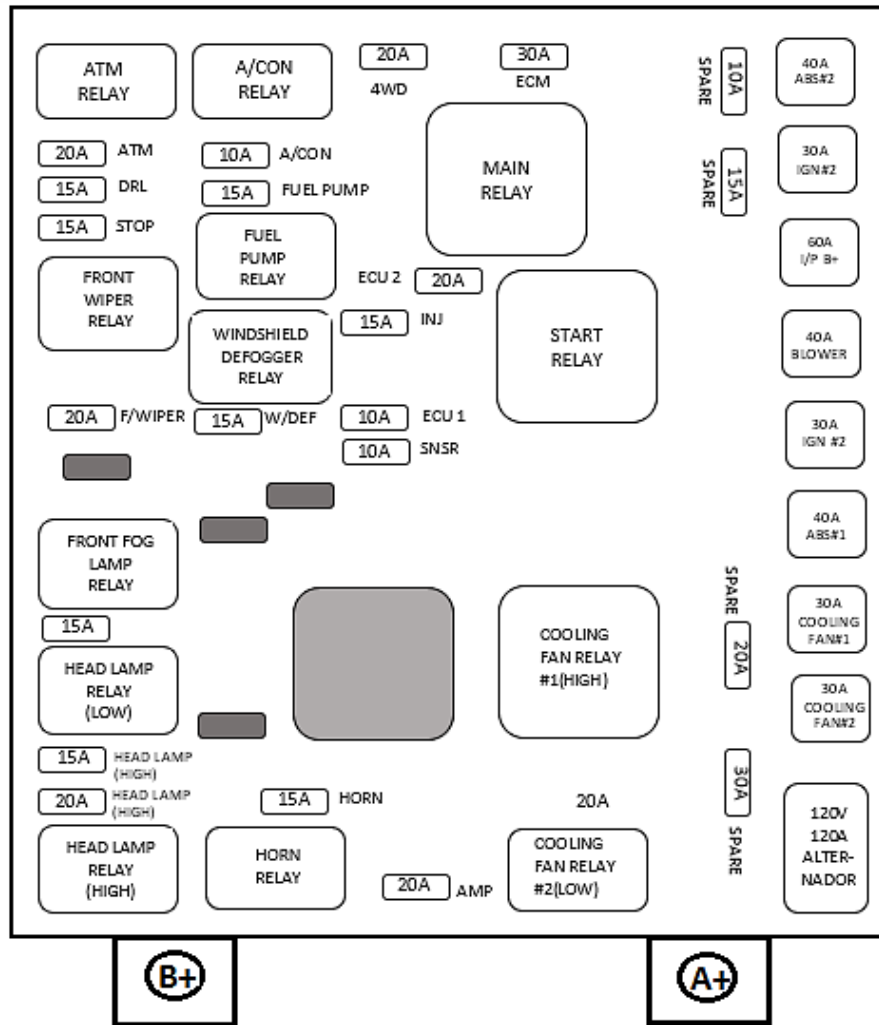 ATM
RELAY
A/CON
RELAY
20A
4WD
30A
ECM
10A
SPARE
40A
ABS#2
20A ATM
10A A/CON
15A DRL
15A FUEL PUMP
15A STOP
MAIN
RELAY
15A
SPARE
30A
IGN#2
FUEL
PUMP
RELAY
60A
I/P B+
FRONT
WIPER
RELAY
ECU 2 20A
WINDSHIELD
DEFOGGER
RELAY
15A INJ
START
RELAY
40A
BLOWER
20A F/WIPER
15A W/DEF
10A ECU 1
10A SNSR
30A
IGN #2
40A
ABS#1
FRONT FOG
LAMP
RELAY
15A
HEAD LAMP
RELAY
(LOW)
COOLING
FAN RELAY
#1(HIGH)
SPARE
20A
30A
COOLING
FAN#1
30A
COOLING
FAN#2
15A HEAD LAMP
(HIGH)
20A HEAD LAMP
(HIGH)
15A HORN
20A
30A
SPARE
HEAD LAMP
RELAY
(HIGH)
HORN
RELAY
20A AMP
COOLING
FAN RELAY
#2(LOW)
120V
120A
ALTER-
NADOR
B+
A+